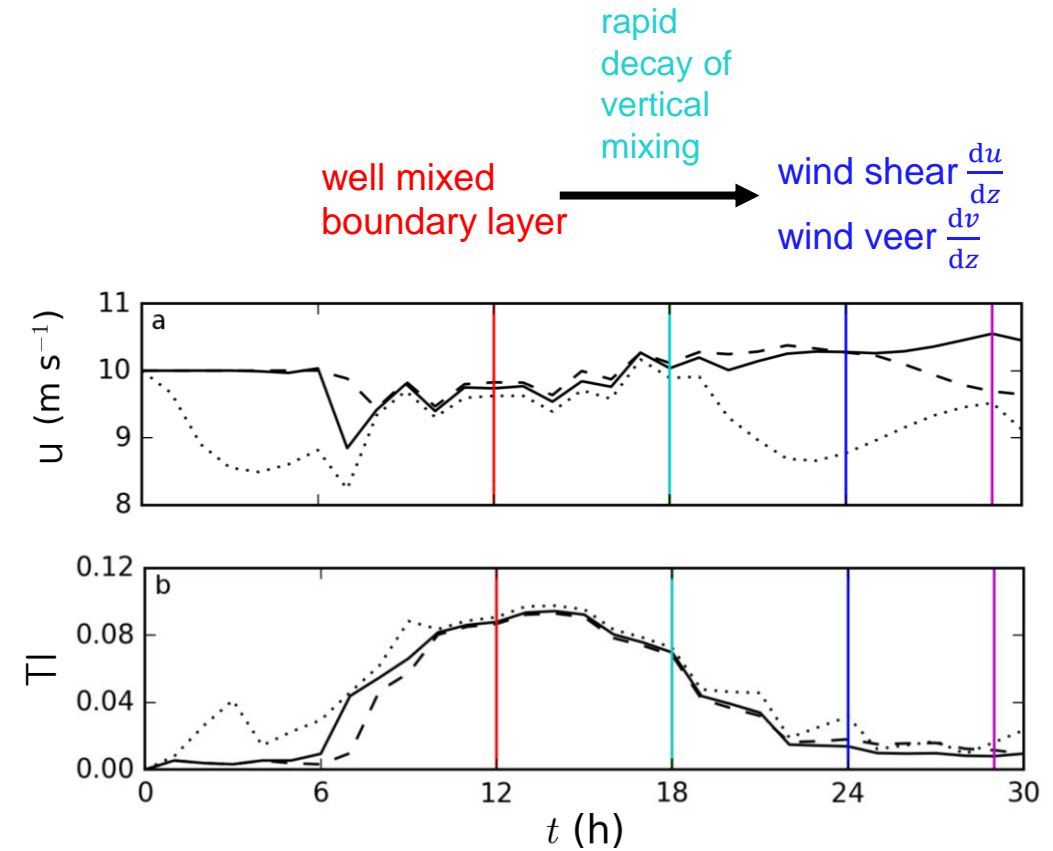 rapid
decay of
vertical
mixing
well mixed
boundary layer
wind shear du/dz
wind veer dv/dz
11
10
9
8
u (m s⁻¹)
a
0.12
0.08
0.04
0.00
TI
b
0 6 12 18 24 30
t (h)